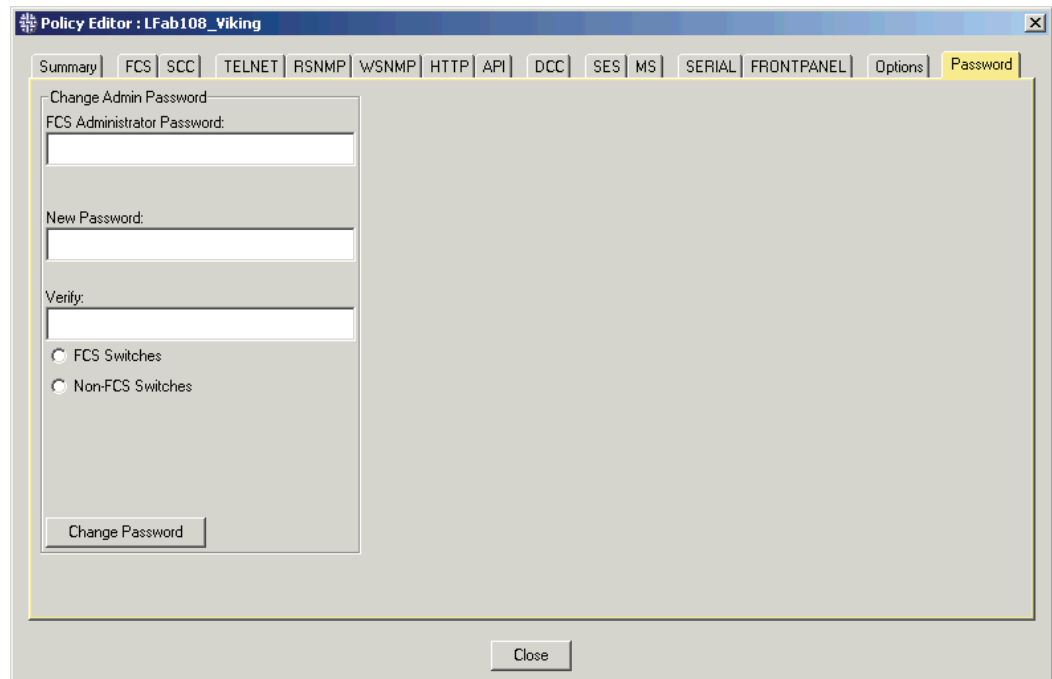 Policy Editor : LFab108_Viking
Summary FCS SCC TELNET RSNMP WSNMP HTTP API DCC SES MS SERIAL FRONTPANEL Options Password
Change Admin Password
FCS Administrator Password:
New Password:
Verify:
FCS Switches
Non-FCS Switches
Change Password
Close